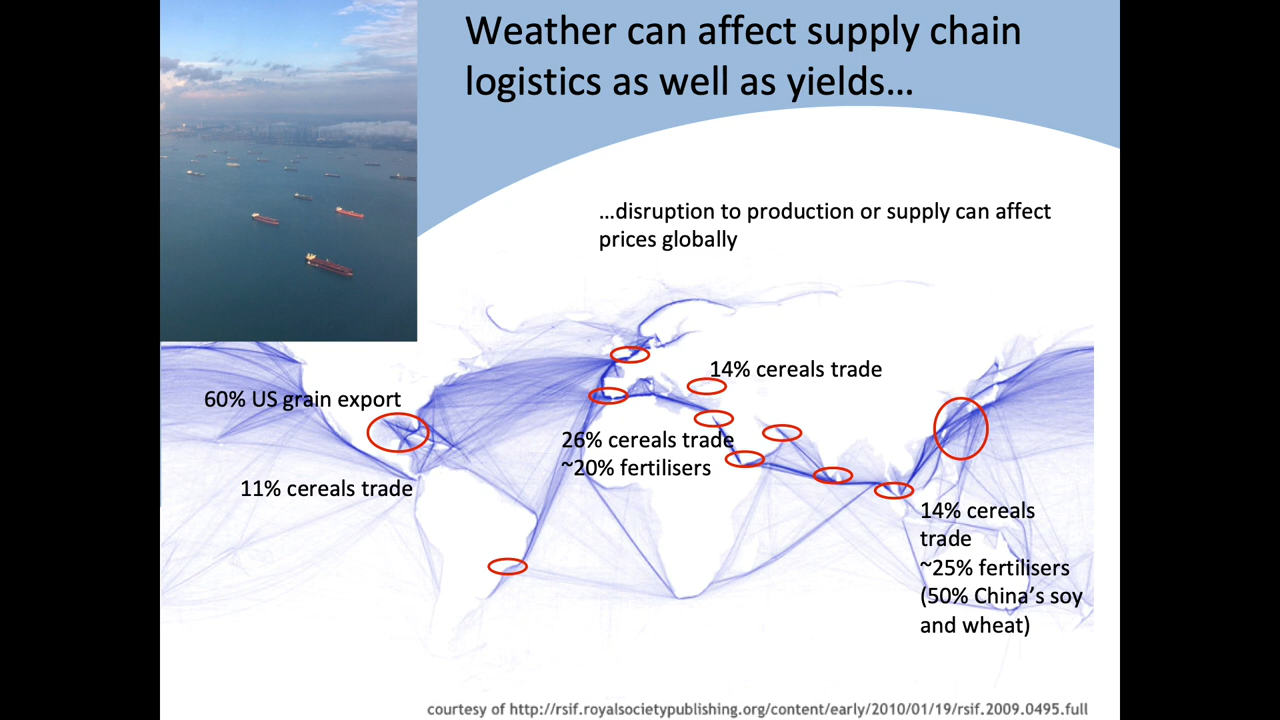 Weather can affect supply chain
logistics as well as yields…
…disruption to production or supply can affect
prices globally
14% cereals trade
60% US grain export
26% cereals trade
~20% fertilisers
11% cereals trade
14% cereals
trade
~25% fertilisers
(50% China's soy
and wheat)
courtesy of http://rsif.royalsocietypublishing.org/content/early/2010/01/19/rsif.2009.0495.full